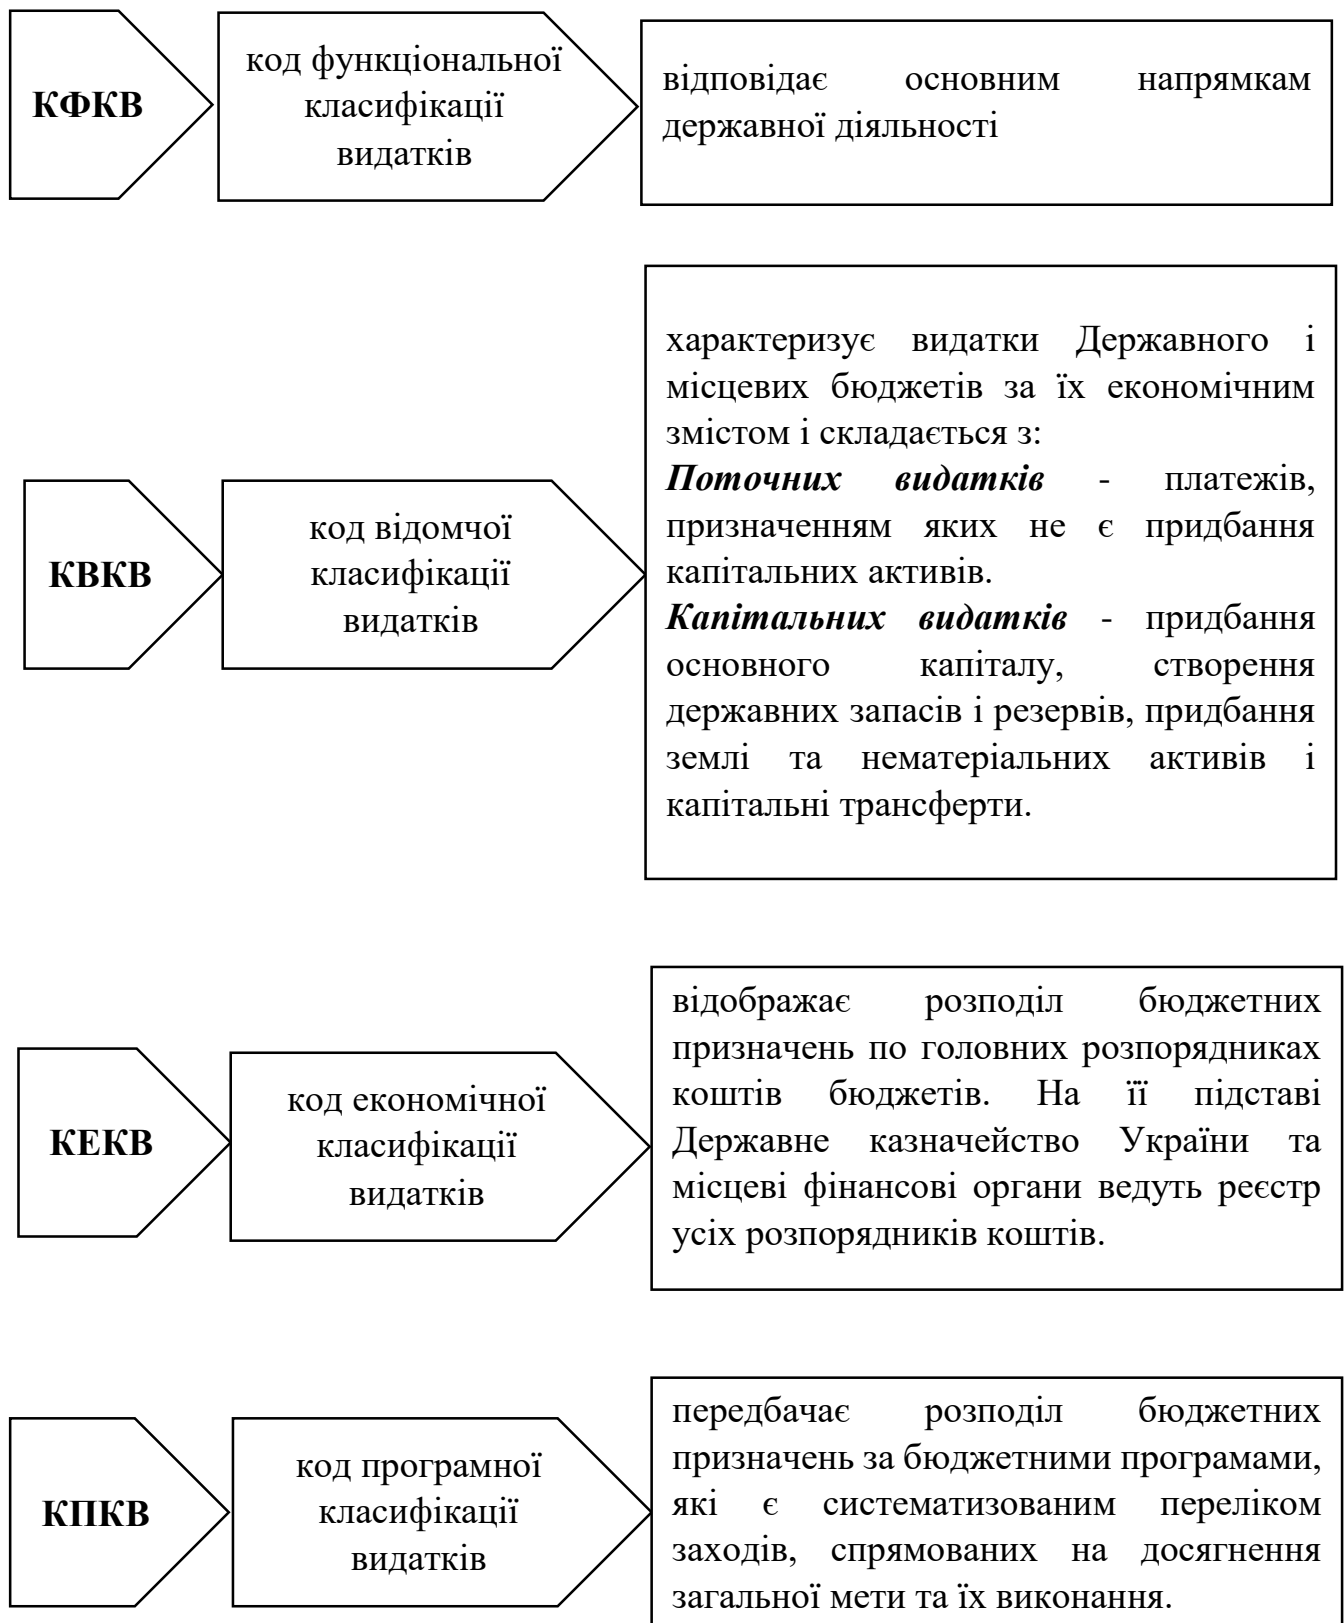 КФКВ
код функціональної
класифікації
видатків
відповідає основним напрямкам
державної діяльності
КВКВ
код відомчої
класифікації
видатків
характеризує видатки Державного і
місцевих бюджетів за їх економічним
змістом і складається з:
Поточних видатків - платежів,
призначенням яких не є придбання
капітальних активів.
Капітальних видатків - придбання
основного капіталу, створення
державних запасів і резервів, придбання
землі та нематеріальних активів і
капітальні трансферти.
КЕКВ
код економічної
класифікації
видатків
відображає розподіл бюджетних
призначень по головних розпорядниках
коштів бюджетів. На її підставі
Державне казначейство України та
місцеві фінансові органи ведуть реєстр
усіх розпорядників коштів.
КПКВ
код програмної
класифікації
видатків
передбачає розподіл бюджетних
призначень за бюджетними програмами,
які є систематизованим переліком
заходів, спрямованих на досягнення
загальної мети та їх виконання.